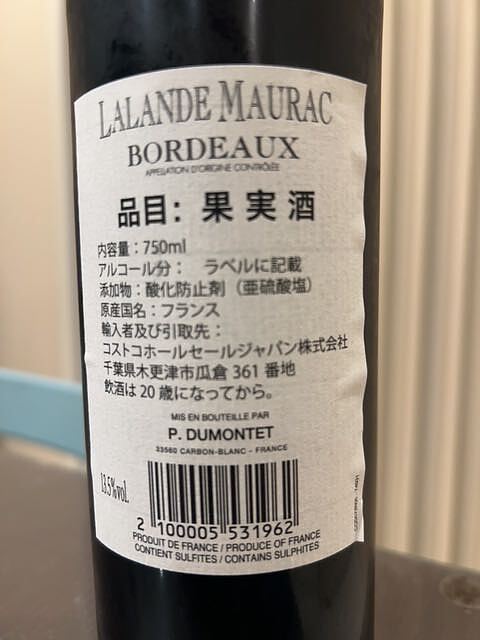 LALANDE MAURAC
BORDEAUX
APPELLATION D'ORIGINE CONTRÔLÉE
品目：果実酒
内容量：750ml
アルコール分： ラベルに記載
添加物：酸化防止剤（亜硫酸塩）
原産国名：フランス
輸入者及び引取先：
コストコホールセールジャパン株式会社
千葉県木更津市瓜倉 361 番地
飲酒は 20 歳になってから。
MIS EN BOUTEILLE PAR
P. DUMONTET
33560 CARBON-BLANC - FRANCE
13.5%vol.
2 100005 531962
PRODUIT DE FRANCE / PRODUCE OF FRANCE
CONTIENT SULFITES / CONTAINS SULPHITES